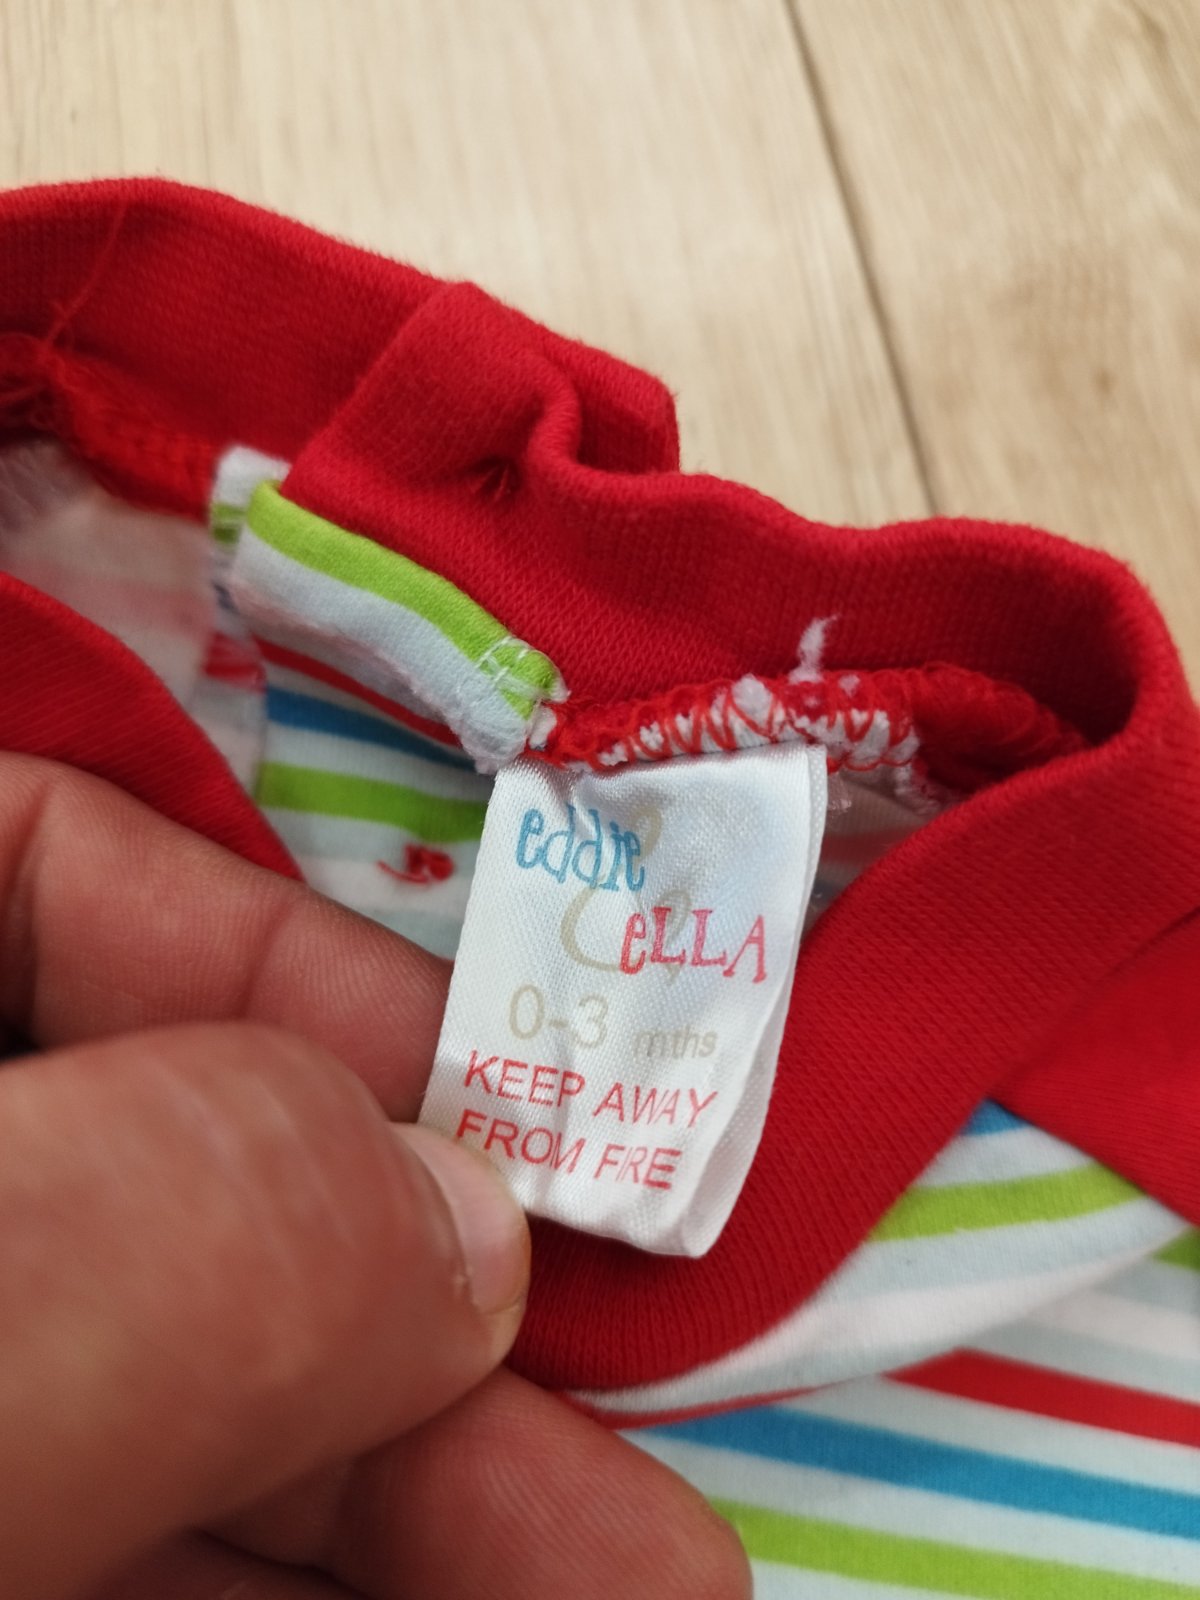 eddie
&
eLLA
0-3 mths
KEEP AWAY
FROM FIRE